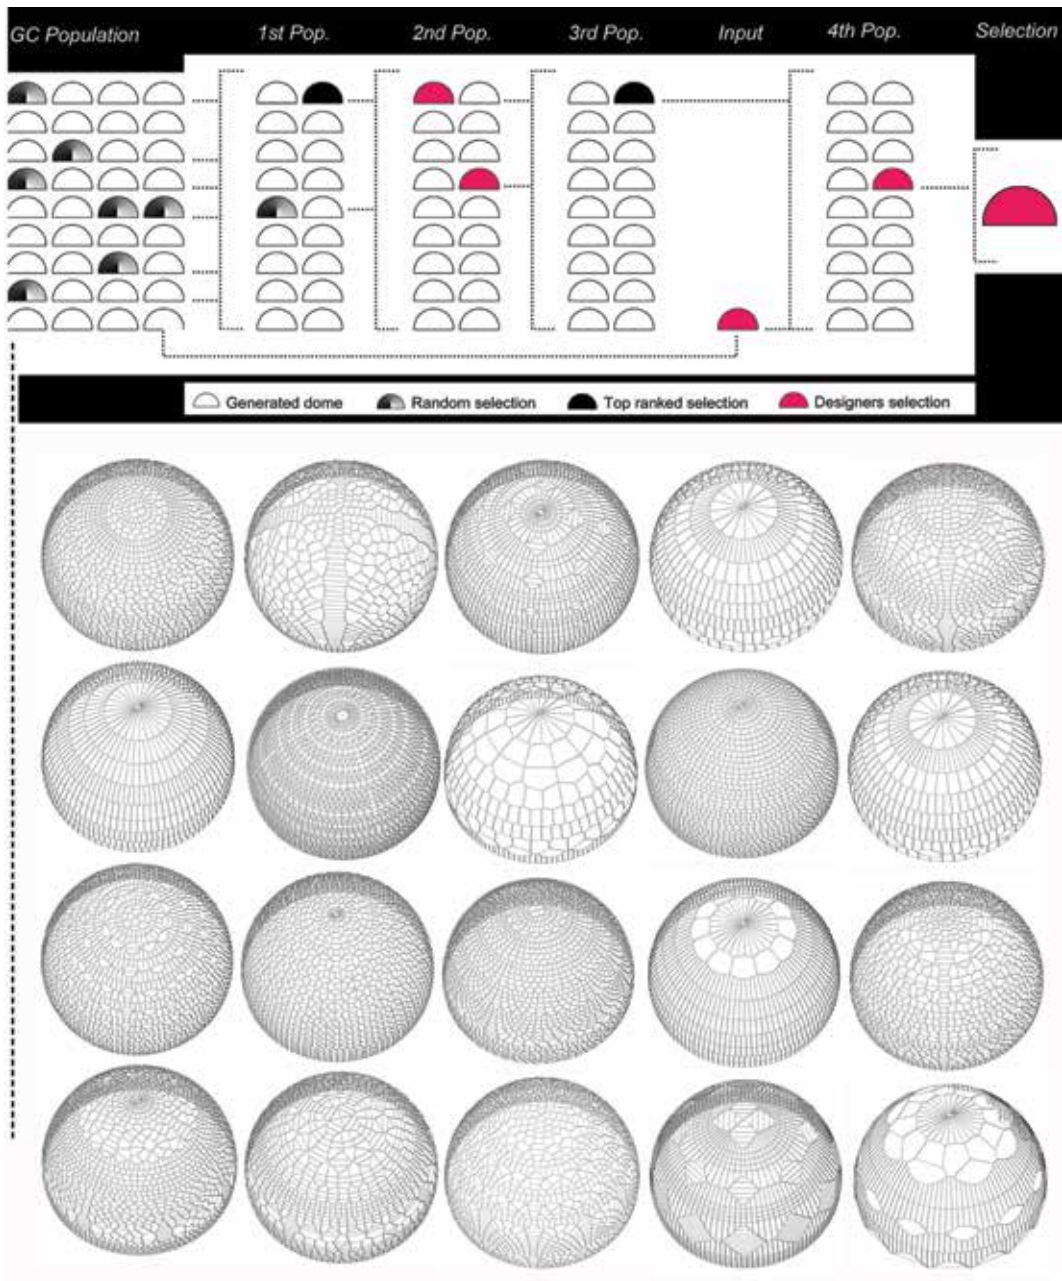 GC Population 1st Pop. 2nd Pop. 3rd Pop. Input 4th Pop. Selection
Generated dome Random selection Top ranked selection Designers selection